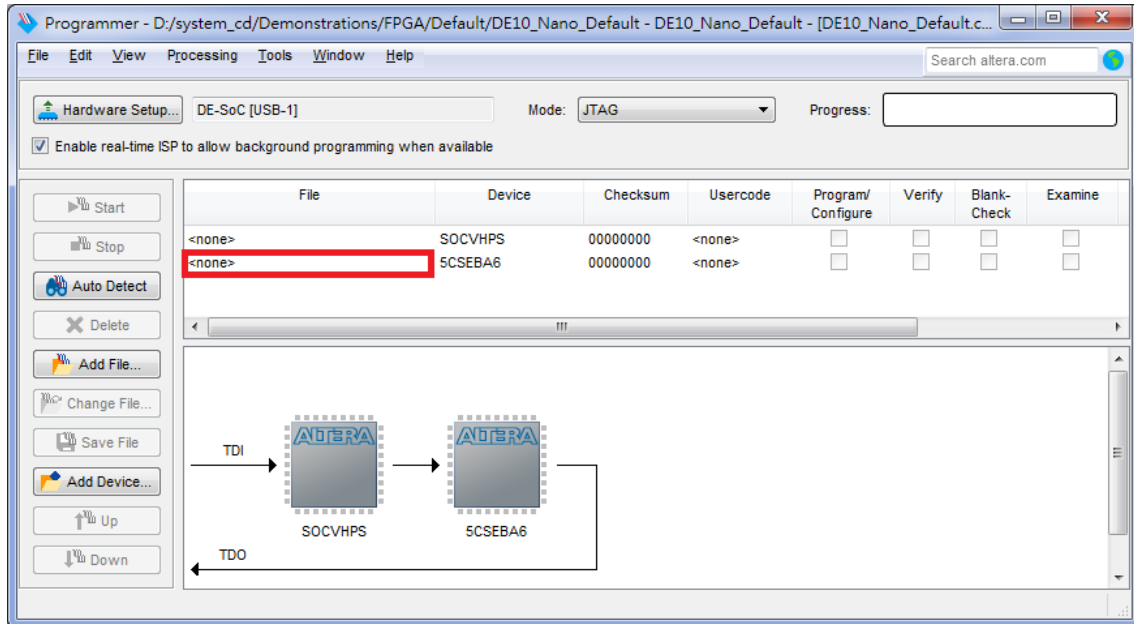 Programmer - D:/system_cd/Demonstrations/FPGA/Default/DE10_Nano_Default - DE10_Nano_Default - [DE10_Nano_Default.c...
File Edit View Processing Tools Window Help
Search altera.com
Hardware Setup... DE-SoC [USB-1] Mode: JTAG Progress:
Enable real-time ISP to allow background programming when available
File Device Checksum Usercode Program/ Verify Blank- Examine
Configure Check
<none> SOCVHPS 00000000 <none>
<none> 5CSEBA6 00000000 <none>
Start
Stop
Auto Detect
Delete
Add File...
Change File...
Save File
Add Device...
Up
Down
TDI
ALTERA ALTERA
SOCVHPS 5CSEBA6
TDO